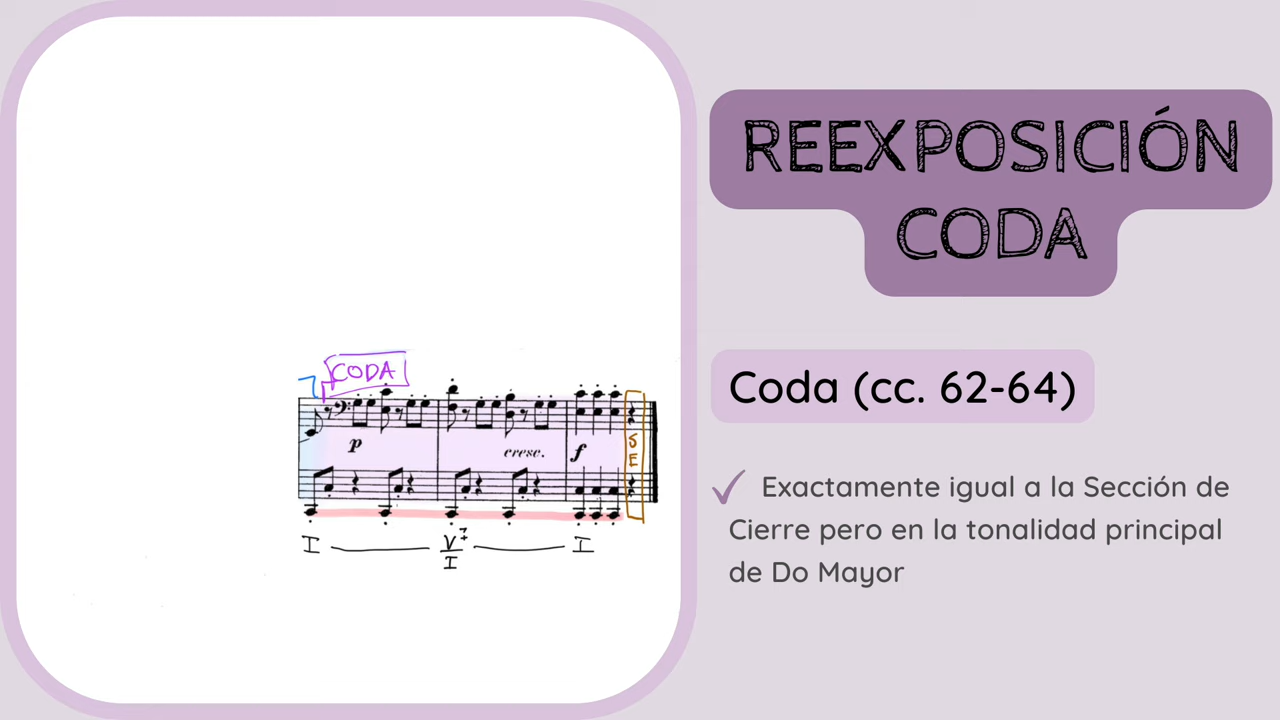 REEXPOSICIÓN
CODA
Coda (cc. 62-64)
Exactamente igual a la Sección de
Cierre pero en la tonalidad principal
de Do Mayor
CODA
p
cresc.
f
S
E
I V7 I
I